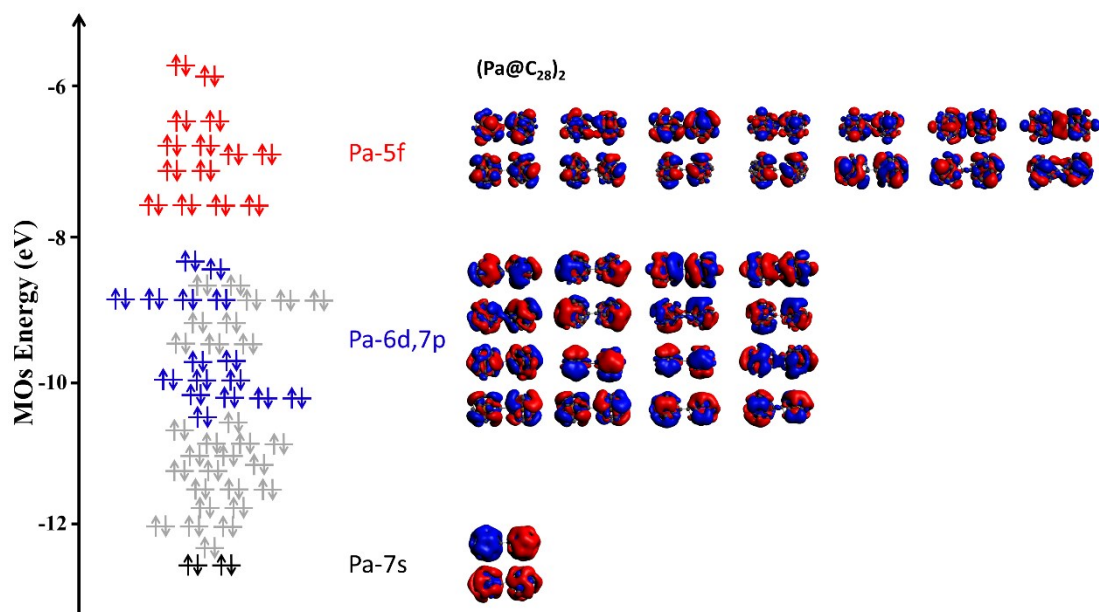 (Pa@C28)2
-6
Pa-5f
-8
MOs Energy (eV)
Pa-6d,7p
-10
-12
Pa-7s